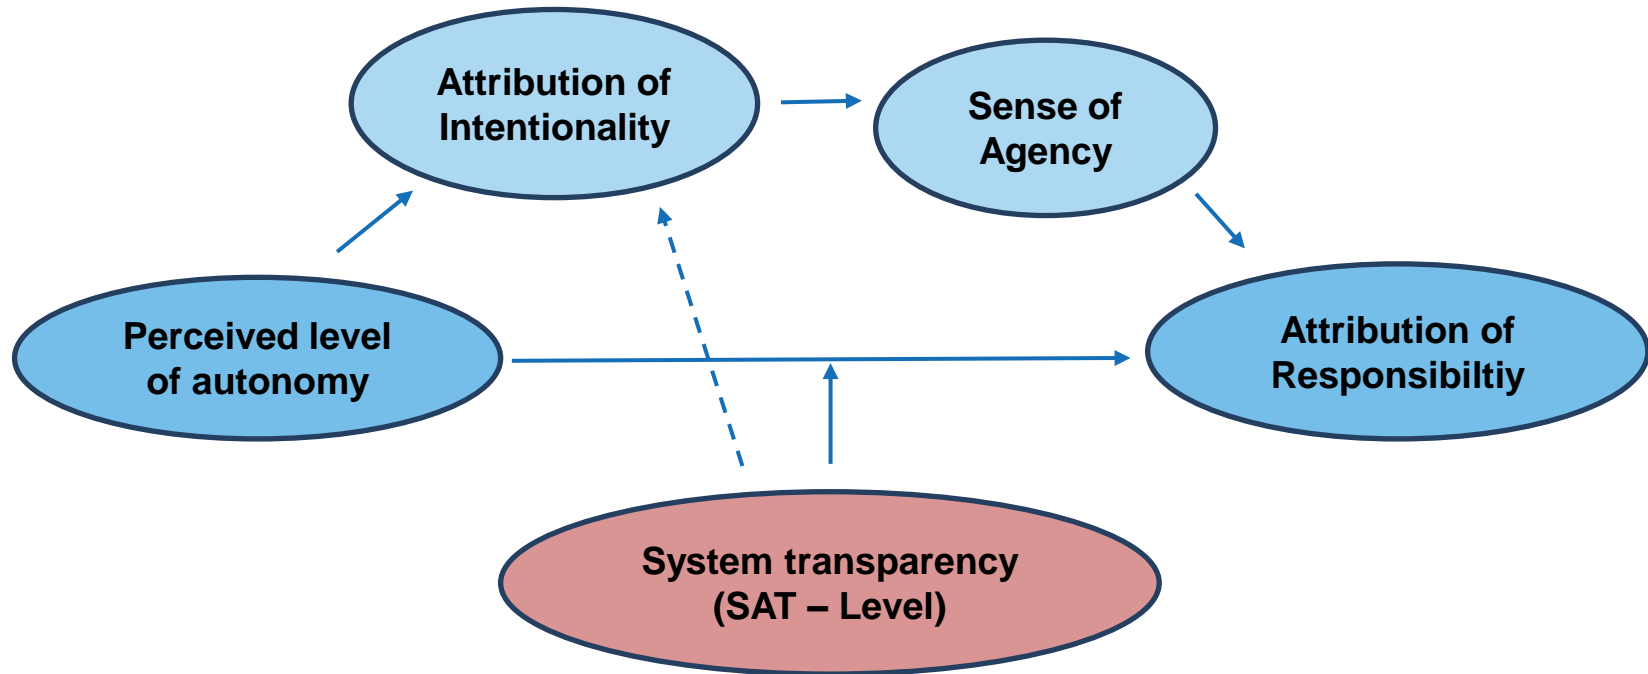 Attribution of
Intentionality
Sense of
Agency
Perceived level
of autonomy
Attribution of
Responsibiltiy
System transparency
(SAT – Level)